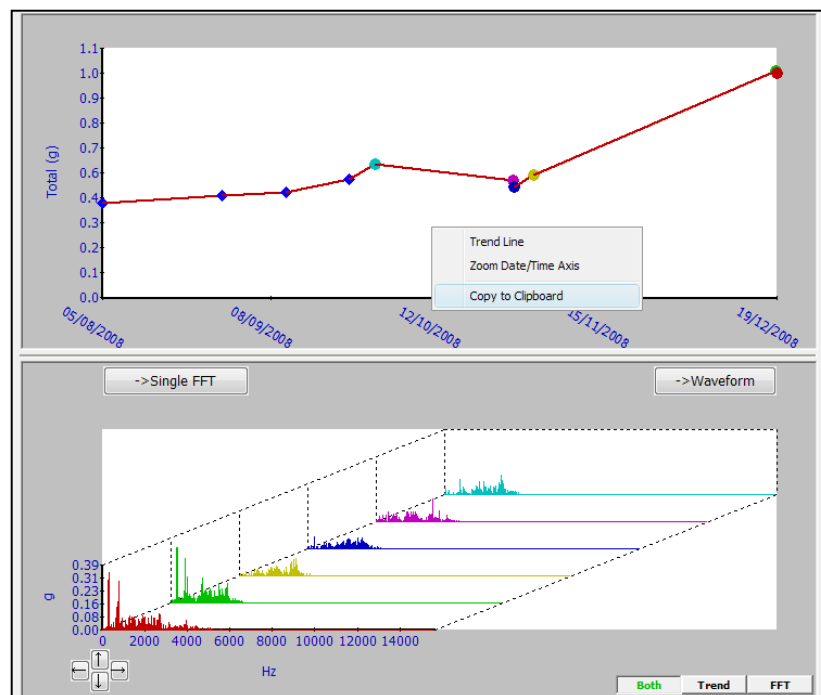 1.1
1.0
0.9
0.8
0.7
0.6
0.4
0.3
0.2
0.1
0.0
Total (g)
Trend Line
Zoom Date/Time Axis
Copy to Clipboard
05/08/2008
08/09/2008
12/10/2008
15/11/2008
19/12/2008
->Single FFT
->Waveform
0.39
0.31
0.23
0.16
0.08
0.00
g
0 2000 4000 6000 8000 10000 12000 14000
Hz
Both Trend FFT